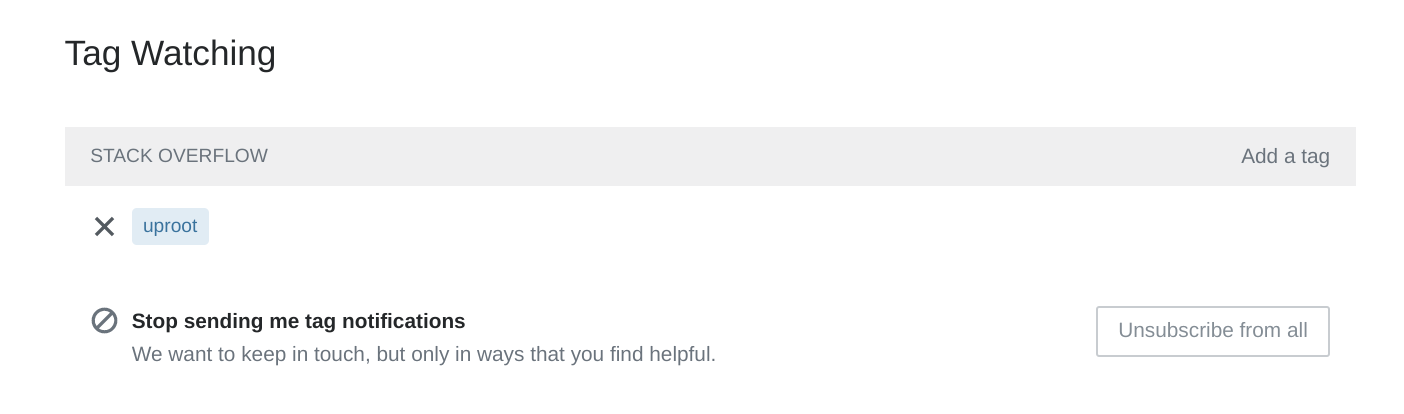 Tag Watching
STACK OVERFLOW
Add a tag
uproot
Stop sending me tag notifications
We want to keep in touch, but only in ways that you find helpful.
Unsubscribe from all